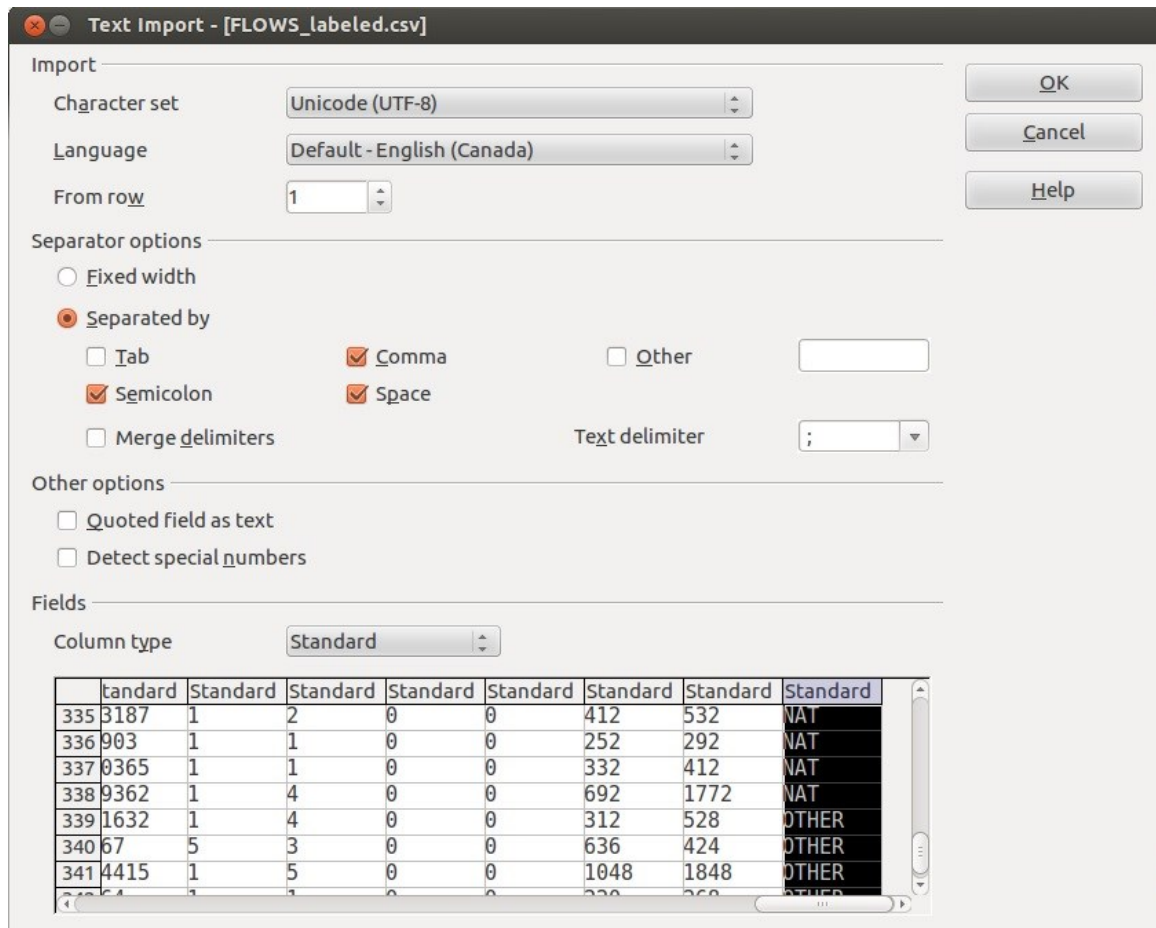 Text Import - [FLOWS_labeled.csv]
Import
Character set Unicode (UTF-8)
OK
Language Default - English (Canada)
Cancel
From row 1
Help
Separator options
Fixed width
Separated by
Tab Comma Other
Semicolon Space
Merge delimiters Text delimiter ;
Other options
Quoted field as text
Detect special numbers
Fields
Column type Standard
tandard Standard Standard Standard Standard Standard Standard Standard
335 3187 1 2 0 0 412 532 NAT
336 903 1 1 0 0 252 292 NAT
337 0365 1 1 0 0 332 412 NAT
338 9362 1 4 0 0 692 1772 NAT
339 1632 1 4 0 0 312 528 OTHER
340 67 5 3 0 0 636 424 OTHER
341 4415 1 5 0 0 1048 1848 OTHER